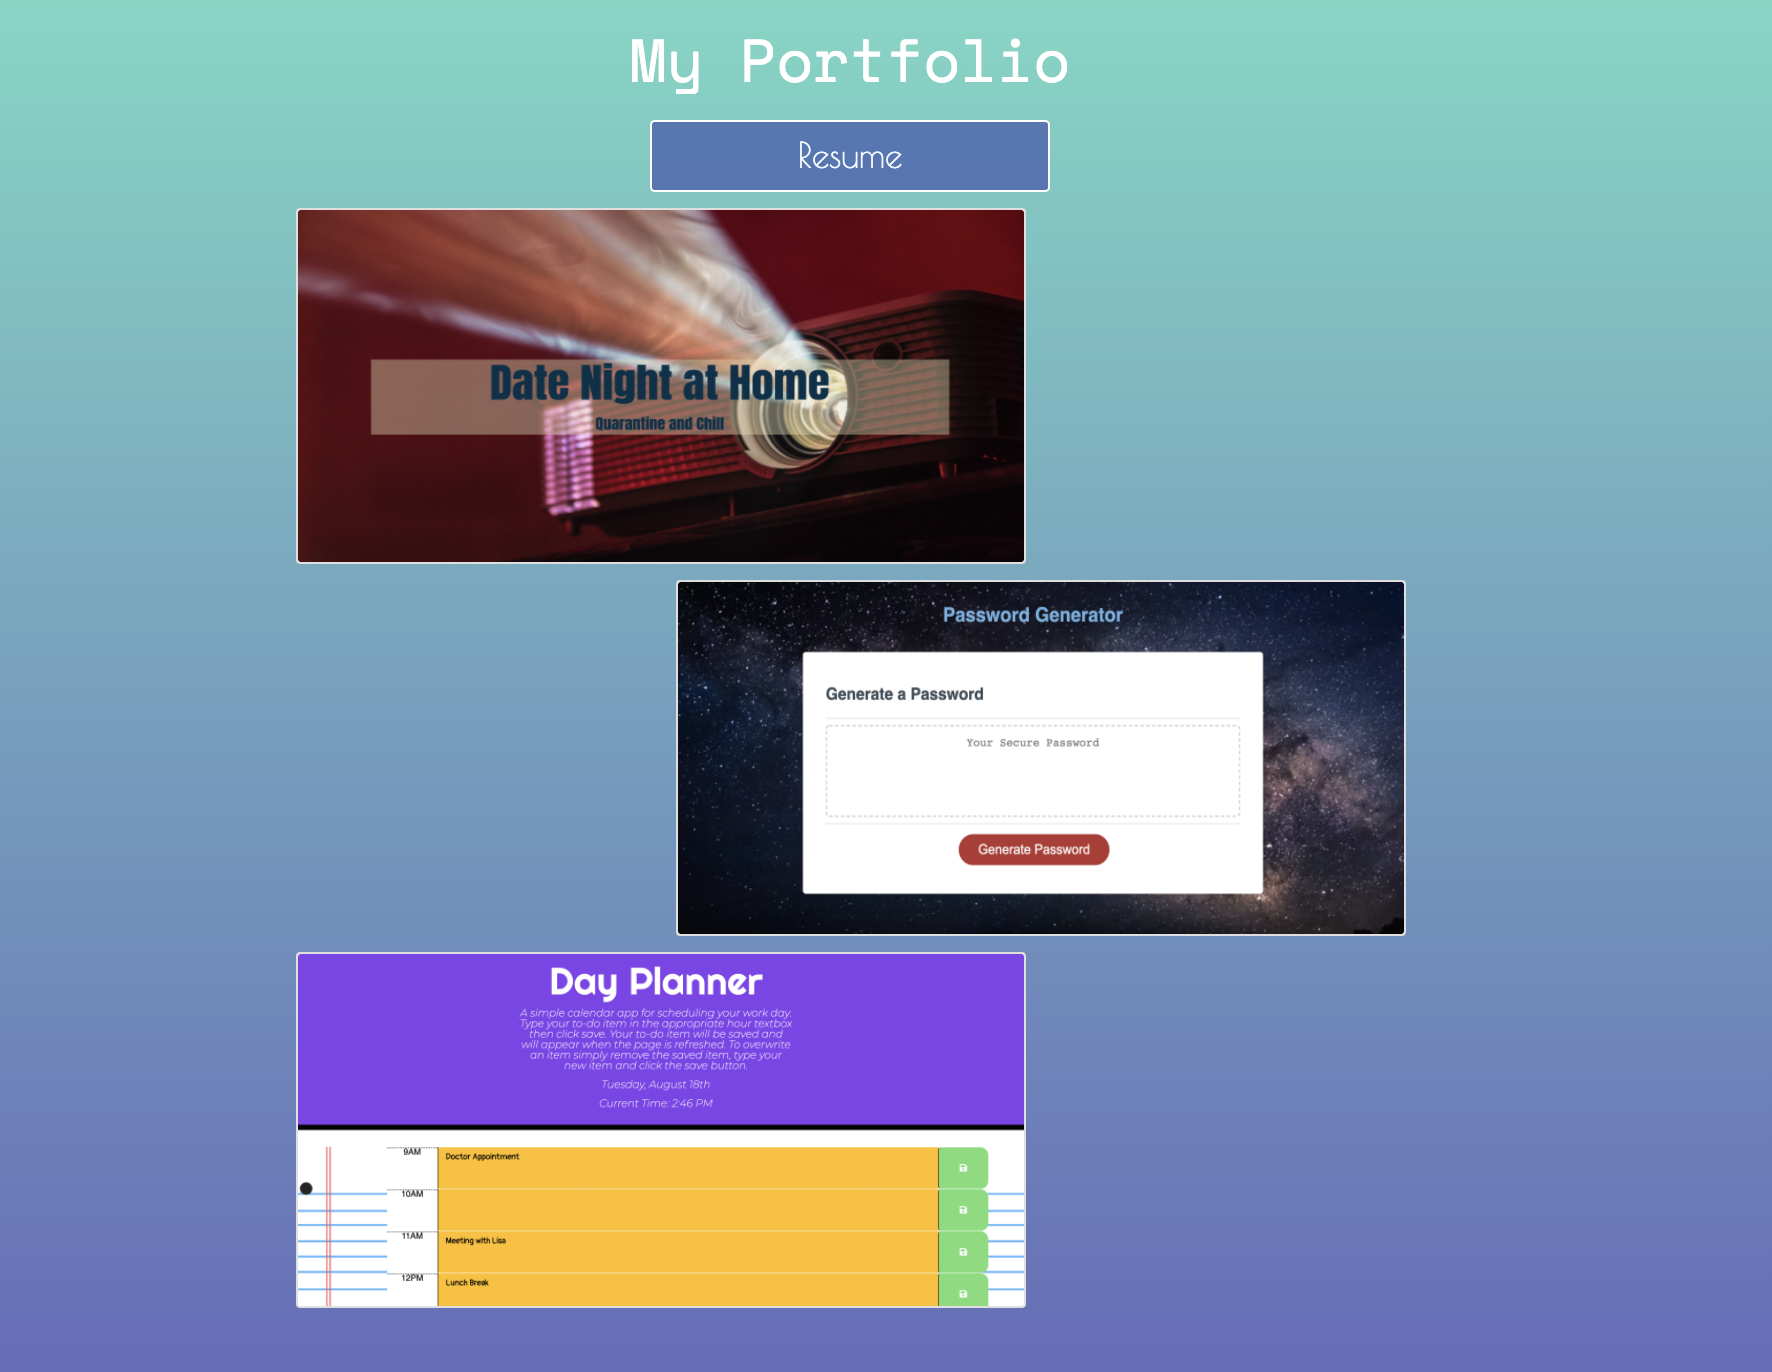 My Portfolio
Resume
Date Night at Home
Quarantine and Chill
Password Generator
Generate a Password
Your Secure Password
Generate Password
Day Planner
A simple calendar app for scheduling your work day.
Type your to-do item in the appropriate hour textbox
then click save. Your to-do item will be saved and
will appear when the page is refreshed. To overwrite
an item simply remove the saved item, type your
new item and click the save button.
Tuesday, August 18th
Current Time: 2:46 PM
9AM
Doctor Appointment
10AM
11AM
Meeting with Lisa
12PM
Lunch Break